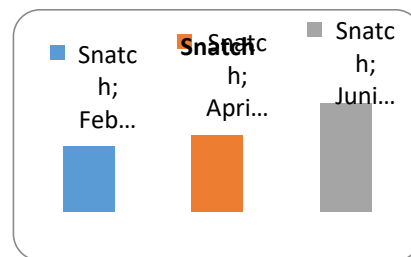 Snatch
Snatc
h;
Feb...
Snatc
h;
Apri...
Snatc
h;
Juni...